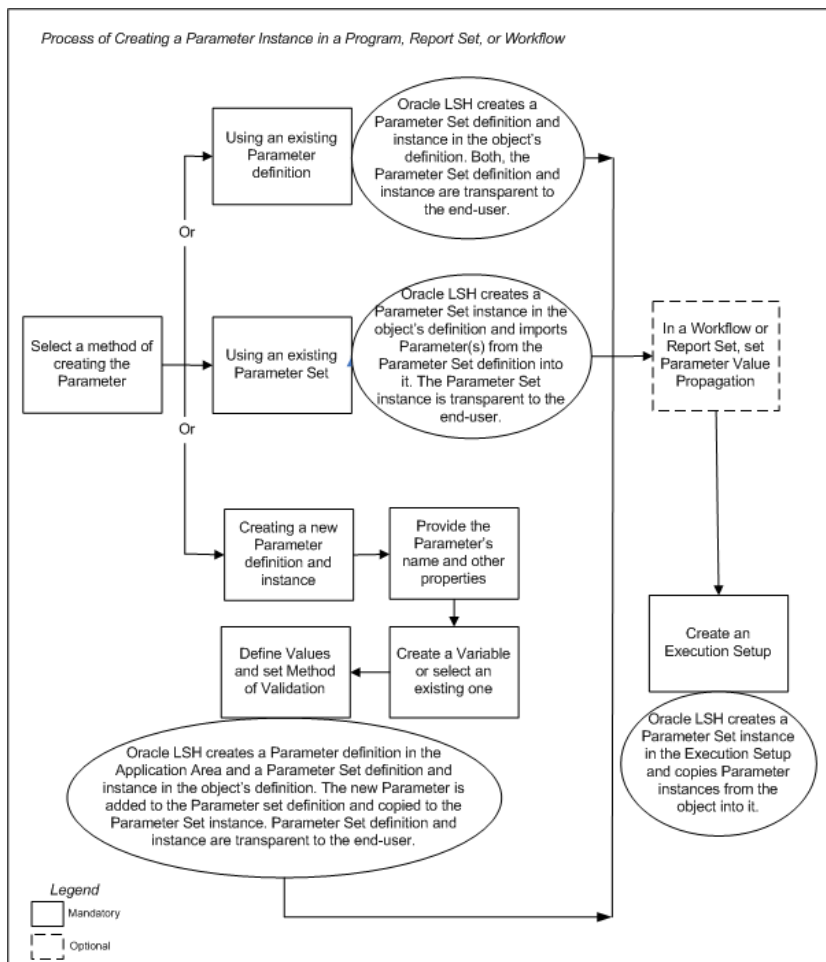 Process of Creating a Parameter Instance in a Program, Report Set, or Workflow
Using an existing
Parameter
definition
Oracle LSH creates a
Parameter Set definition and
instance in the object's
definition. Both, the
Parameter Set definition and
instance are transparent to
the end-user.
Or
Select a method of
creating the
Parameter
Using an existing
Parameter Set
Oracle LSH creates a
Parameter Set instance in the
object's definition and imports
Parameter(s) from the
Parameter Set definition into
it. The Parameter Set
instance is transparent to the
end-user.
In a Workflow or
Report Set, set
Parameter Value
Propagation
Or
Creating a new
Parameter
definition and
instance
Provide the
Parameter's
name and other
properties
Define Values
and set Method
of Validation
Create a Variable
or select an
existing one
Create an
Execution Setup
Oracle LSH creates a Parameter definition in the
Application Area and a Parameter Set definition and
instance in the object's definition. The new Parameter is
added to the Parameter set definition and copied to the
Parameter Set instance. Parameter Set definition and
instance are transparent to the end-user.
Oracle LSH creates a
Parameter Set instance
in the Execution Setup
and copies Parameter
instances from the
object into it.
Legend
Mandatory
Optional